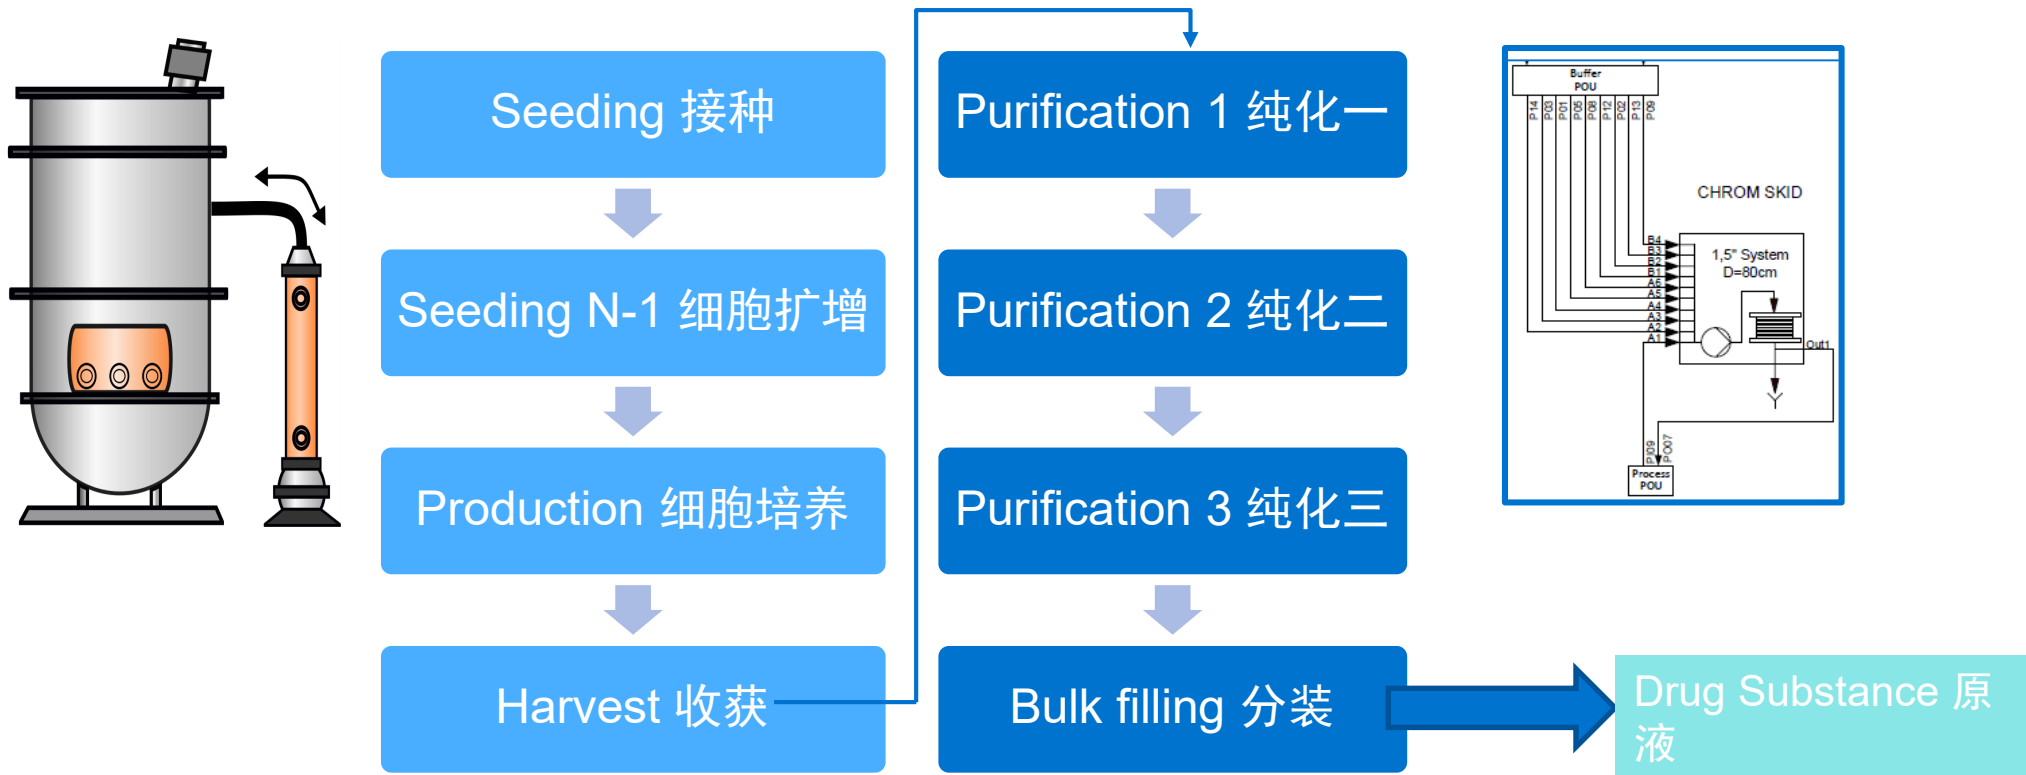 Seeding 接种
Seeding N-1 细胞扩增
Production 细胞培养
Harvest 收获
Purification 1 纯化一
Purification 2 纯化二
Purification 3 纯化三
Bulk filling 分装
Drug Substance 原
液
Buffer
POU
P14
P03
P01
P05
P08
P12
P02
P13
P09
CHROM SKID
B4
B3
B2
B1
A6
A5
A4
A3
A2
A1
1,5" System
D=80cm
Out1
PI09
PO07
Process
POU